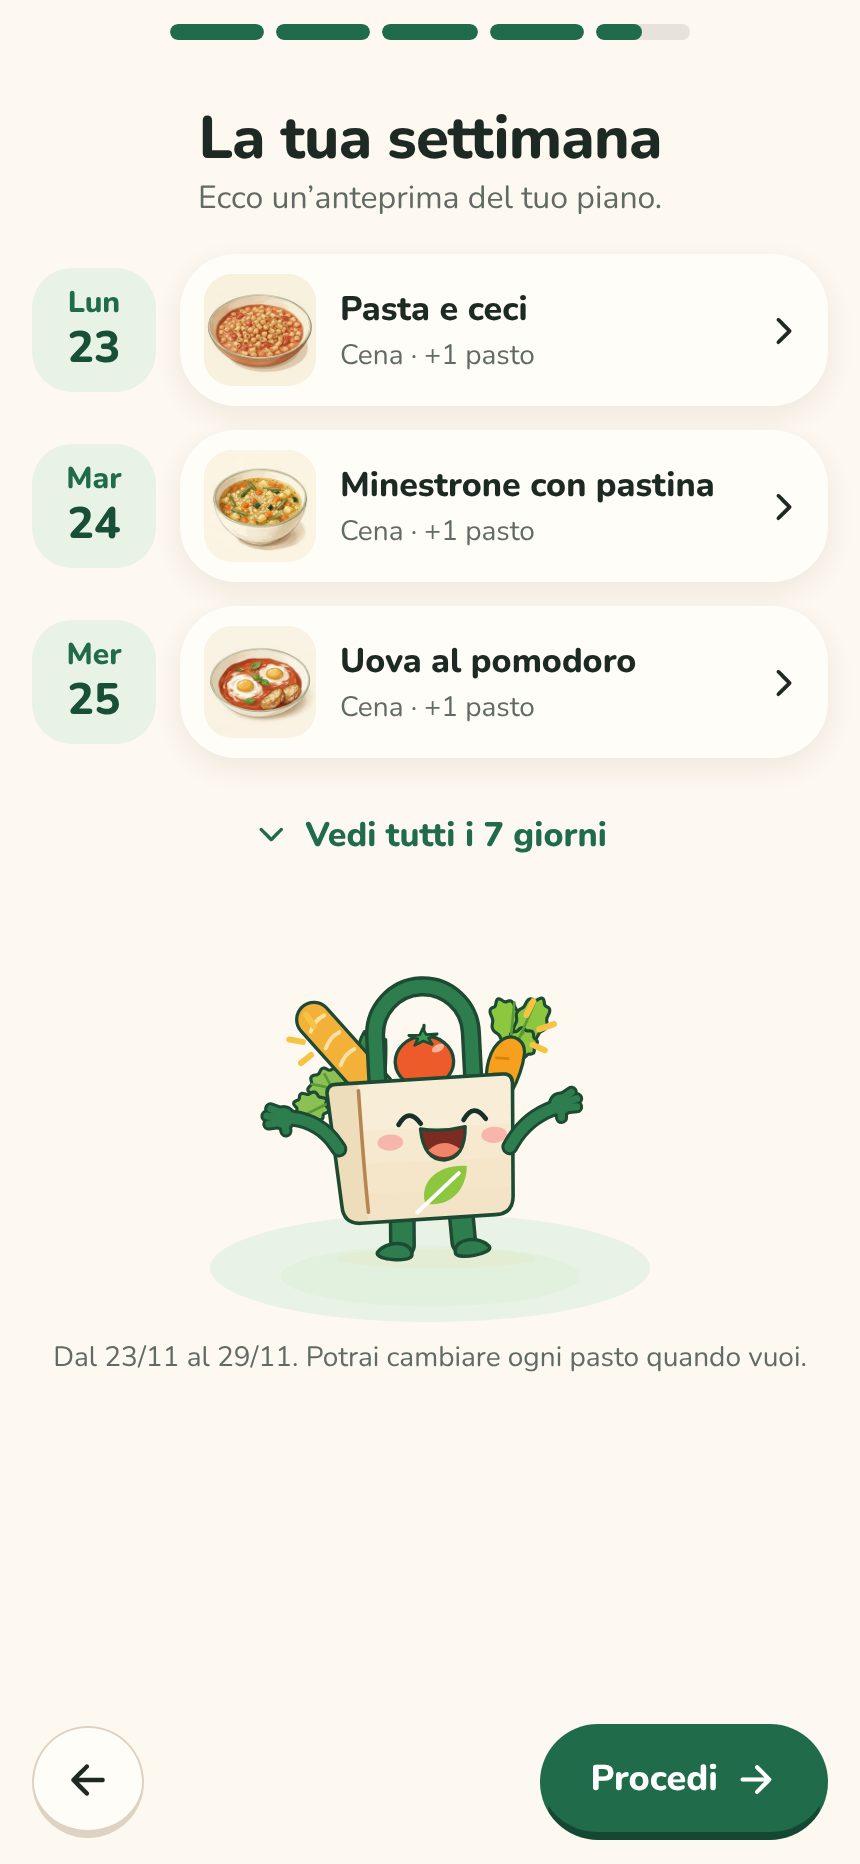 La tua settimana
Ecco un’anteprima del tuo piano.
Lun
23
Pasta e ceci
Cena · +1 pasto
Mar
24
Minestrone con pastina
Cena · +1 pasto
Mer
25
Uova al pomodoro
Cena · +1 pasto
Vedi tutti i 7 giorni
Dal 23/11 al 29/11. Potrai cambiare ogni pasto quando vuoi.
Procedi